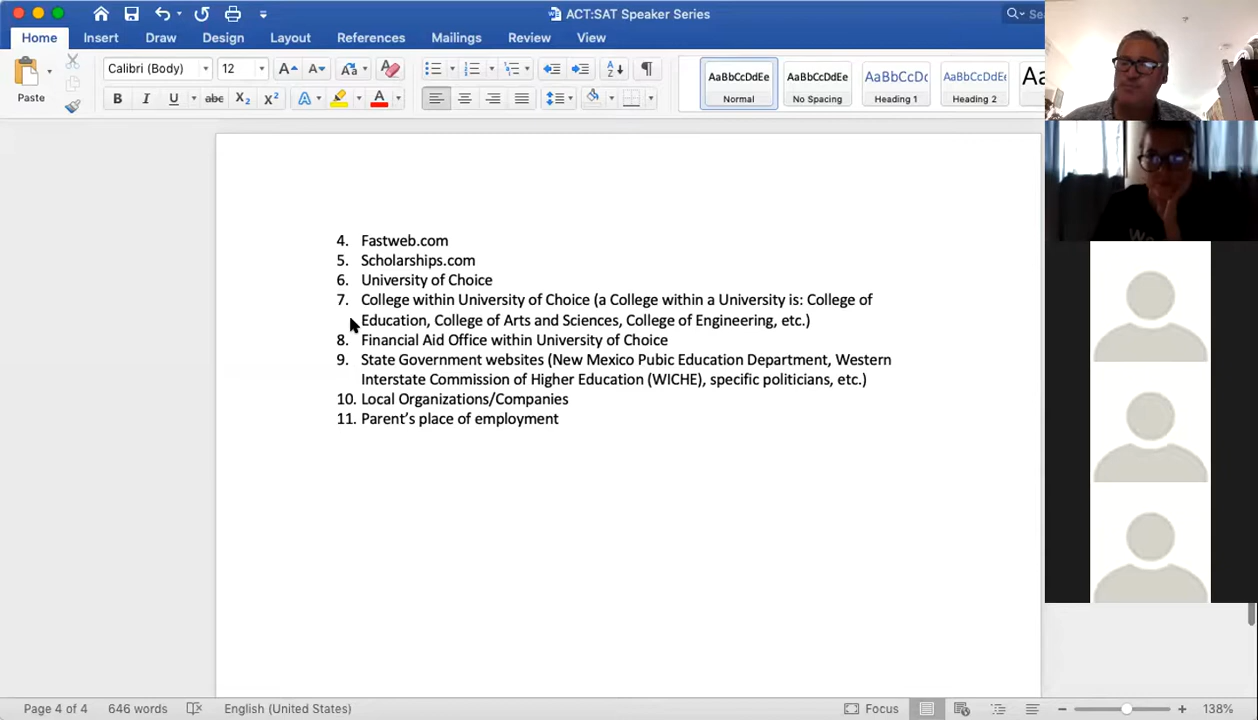 ACT:SAT Speaker Series
Home Insert Draw Design Layout References Mailings Review View
Paste
Calibri (Body) 12
B I U abc X2 X2 A A
AaBbCcDdEe AaBbCcDdEe AaBbCcDc AaBbCcDdEe
Normal No Spacing Heading 1 Heading 2
4. Fastweb.com
5. Scholarships.com
6. University of Choice
7. College within University of Choice (a College within a University is: College of
Education, College of Arts and Sciences, College of Engineering, etc.)
8. Financial Aid Office within University of Choice
9. State Government websites (New Mexico Pubic Education Department, Western
Interstate Commission of Higher Education (WICHE), specific politicians, etc.)
10. Local Organizations/Companies
11. Parent's place of employment
Page 4 of 4 646 words English (United States) Focus 138%